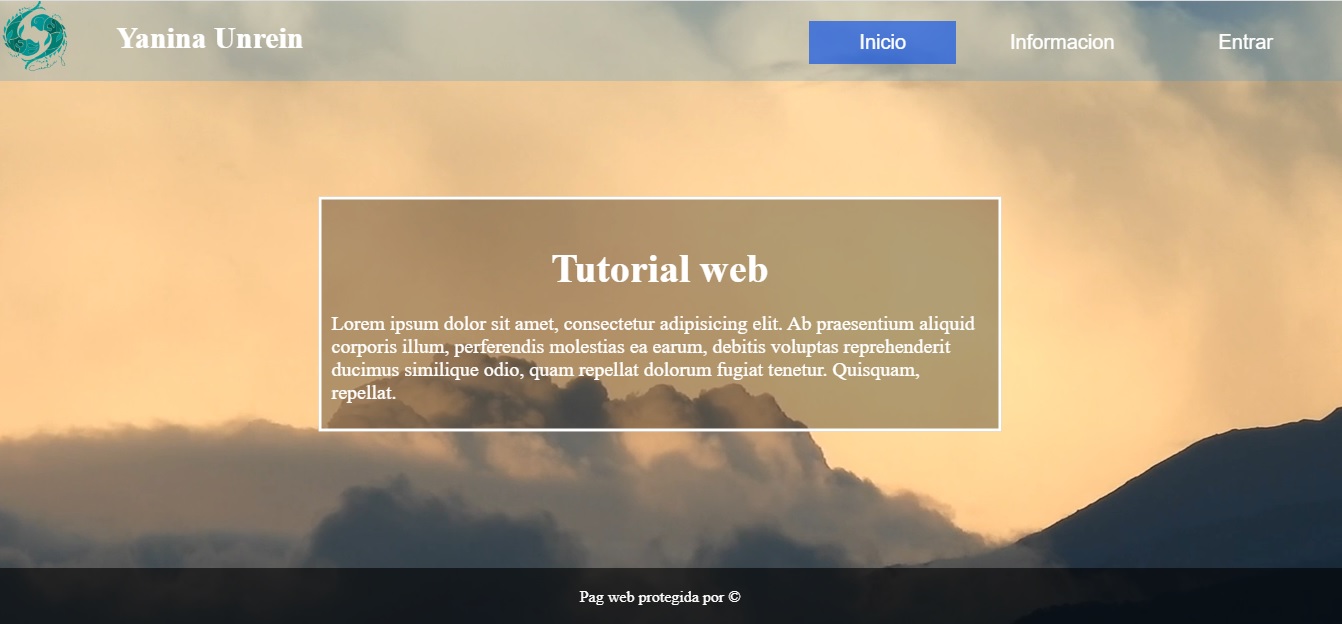 Yanina Unrein
Inicio
Informacion
Entrar
Tutorial web
Lorem ipsum dolor sit amet, consectetur adipisicing elit. Ab praesentium aliquid
corporis illum, perferendis molestias ea earum, debitis voluptas reprehenderit
ducimus similique odio, quam repellat dolorum fugiat tenetur. Quisquam,
repellat.
Pag web protegida por ©